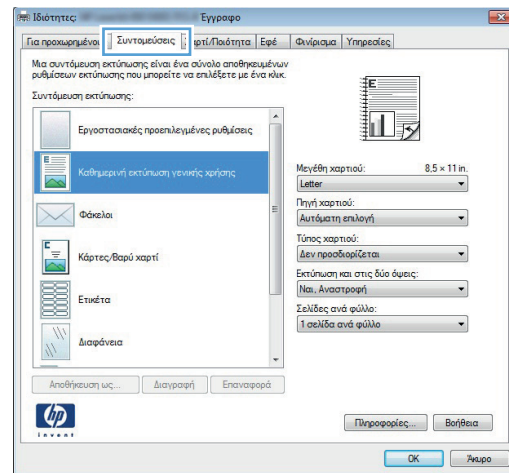 Ιδιότητες: Έγγραφο
Για προχωρημένοι Συντομεύσεις ρτί/Ποιότητα Εφέ Φινίρισμα Υπηρεσίες
Μια συντόμευση εκτύπωσης είναι ένα σύνολο αποθηκευμένων
ρυθμίσεων εκτύπωσης που μπορείτε να επιλέξετε με ένα κλικ.
Συντόμευση εκτύπωσης:
Εργοστασιακές προεπιλεγμένες ρυθμίσεις
Καθημερινή εκτύπωση γενικής χρήσης
Φάκελοι
Κάρτες/Βαρύ χαρτί
Ετικέτα
Διαφάνεια
Αποθήκευση ως... Διαγραφή Επαναφορά
E
Μεγέθη χαρτιού: 8,5 × 11 in.
Letter
Πηγή χαρτιού:
Αυτόματη επιλογή
Τύπος χαρτιού:
Δεν προσδιορίζεται
Εκτύπωση και στις δύο όψεις:
Ναι, Αναστροφή
Σελίδες ανά φύλλο:
1 σελίδα ανά φύλλο
hp
invent
Πληροφορίες... Βοήθεια
OK Άκυρο